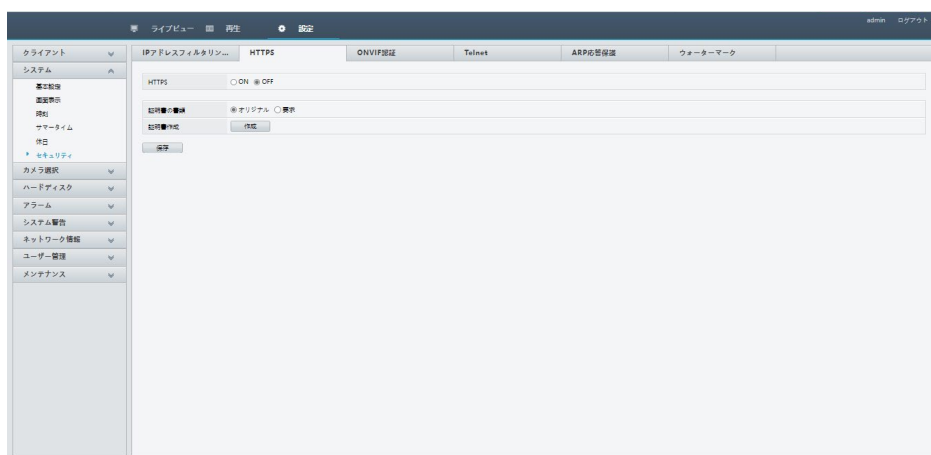 admin ログアウト
ライブビュー 再生 設定
クライアント
システム
基本設定
画面表示
時刻
サマータイム
休日
セキュリティ
カメラ選択
ハードディスク
アラーム
システム警告
ネットワーク情報
ユーザー管理
メンテナンス
IPアドレスフィルタリン... HTTPS ONVIF認証 Telnet ARP応答保護 ウォーターマーク
HTTPS ON OFF
証明書の書類 オリジナル 要求
証明書作成 作成
保存